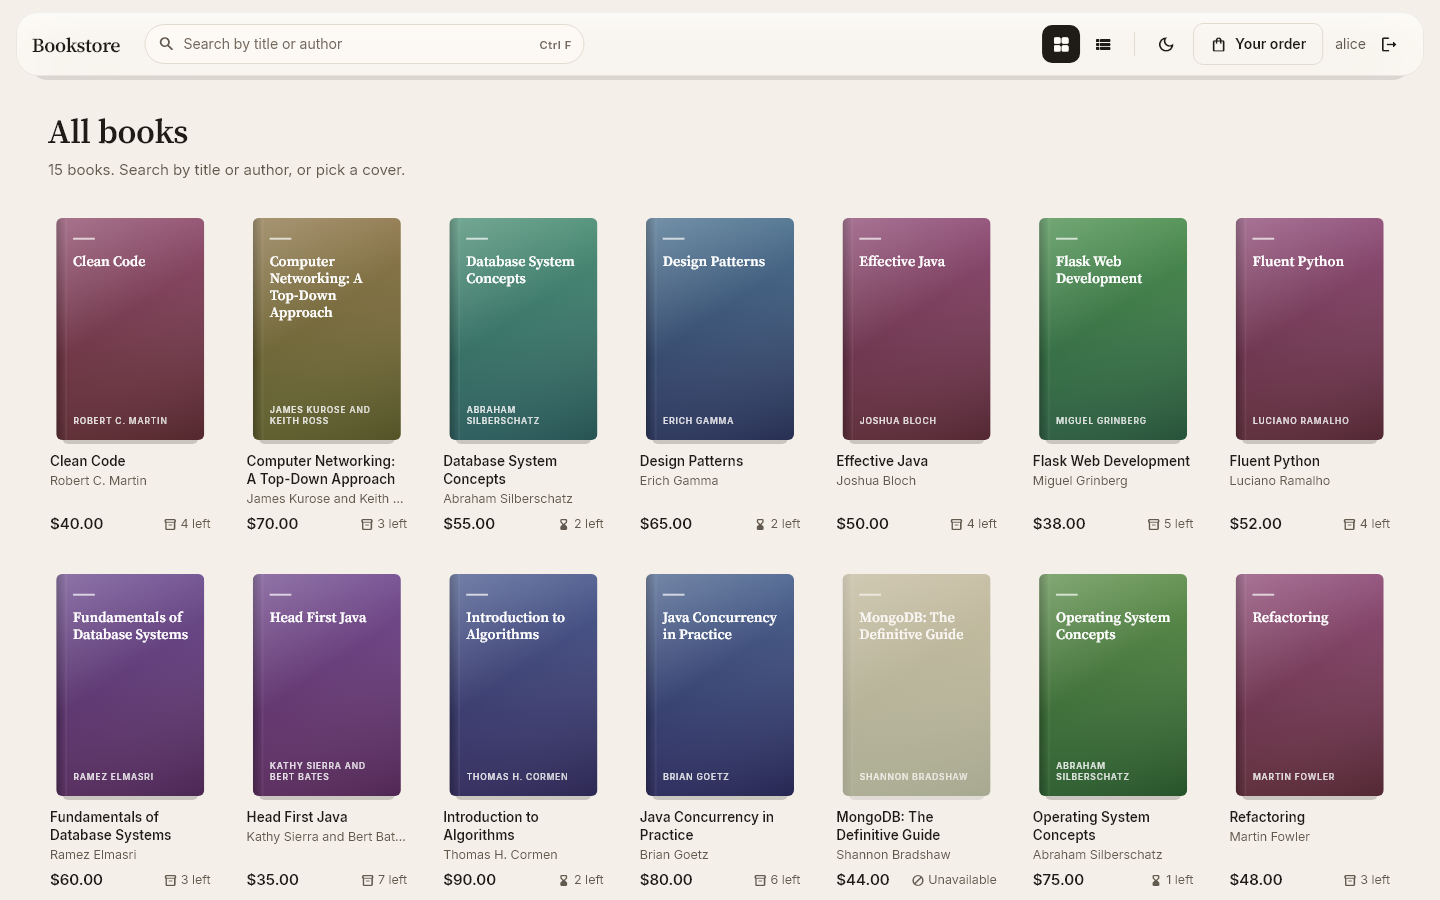 Bookstore
Search by title or author
Ctrl F
Your order
alice
All books
15 books. Search by title or author, or pick a cover.
Clean Code
ROBERT C. MARTIN
Clean Code
Robert C. Martin
$40.00
4 left
Computer
Networking: A
Top-Down
Approach
JAMES KUROSE AND
KEITH ROSS
Computer Networking:
A Top-Down Approach
James Kurose and Keith ...
$70.00
3 left
Database System
Concepts
ABRAHAM
SILBERSCHATZ
Database System
Concepts
Abraham Silberschatz
$55.00
2 left
Design Patterns
ERICH GAMMA
Design Patterns
Erich Gamma
$65.00
2 left
Effective Java
JOSHUA BLOCH
Effective Java
Joshua Bloch
$50.00
4 left
Flask Web
Development
MIGUEL GRINBERG
Flask Web Development
Miguel Grinberg
$38.00
5 left
Fluent Python
LUCIANO RAMALHO
Fluent Python
Luciano Ramalho
$52.00
4 left
Fundamentals of
Database Systems
RAMEZ ELMASRI
Fundamentals of
Database Systems
Ramez Elmasri
$60.00
3 left
Head First Java
KATHY SIERRA AND
BERT BATES
Head First Java
Kathy Sierra and Bert Bat...
$35.00
7 left
Introduction to
Algorithms
THOMAS H. CORMEN
Introduction to
Algorithms
Thomas H. Cormen
$90.00
2 left
Java Concurrency
in Practice
BRIAN GOETZ
Java Concurrency in
Practice
Brian Goetz
$80.00
6 left
MongoDB: The
Definitive Guide
SHANNON BRADSHAW
MongoDB: The
Definitive Guide
Shannon Bradshaw
$44.00
Unavailable
Operating System
Concepts
ABRAHAM
SILBERSCHATZ
Operating System
Concepts
Abraham Silberschatz
$75.00
1 left
Refactoring
MARTIN FOWLER
Refactoring
Martin Fowler
$48.00
3 left